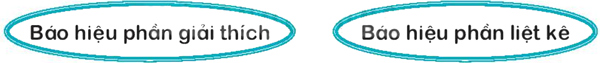 Báo hiệu phần giải thích
Báo hiệu phần liệt kê